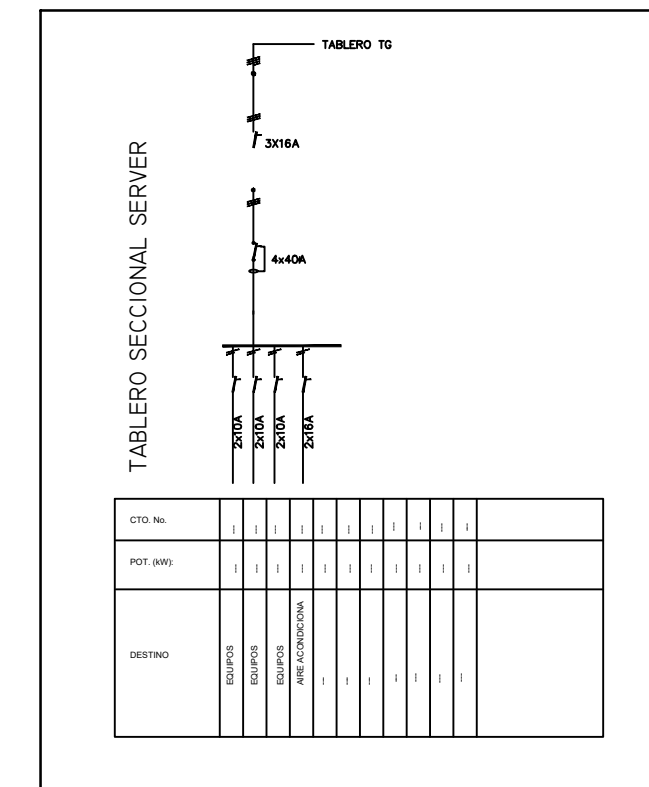 TABLERO TG
3X16A
TABLERO SECCIONAL SERVER
4x40A
2x10A
2x10A
2x10A
2x16A
CTO. No. --- --- --- --- --- --- --- --- --- --- ---
POT. (kW): --- --- --- --- --- --- --- --- --- --- ---
DESTINO EQUIPOS EQUIPOS EQUIPOS AIRE ACONDICIONA --- --- --- --- --- --- ---